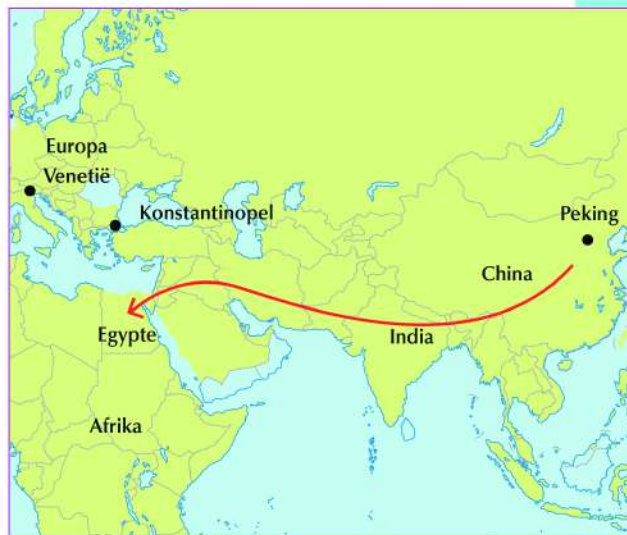 Europa
Venetië
Konstantinopel
Peking
China
India
Egypte
Afrika